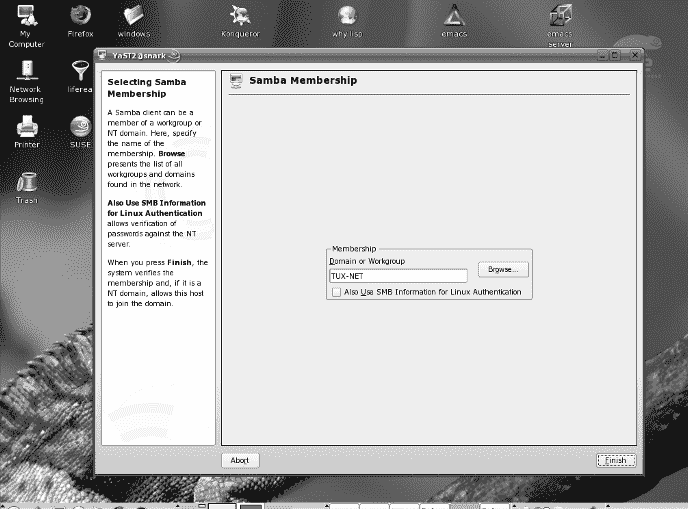 My
Computer
Firefox
windows
Konqueror
why lisp
emacs
emacs
server
Network
Browsing
liferea
Printer
SUSE
Trash
YaST2@snark
Selecting Samba
Membership
A Samba client can be a
member of a workgroup or
NT domain. Here, specify
the name of the
membership. Browse
presents the list of all
workgroups and domains
found in the network.
Also Use SMB Information
for Linux Authentication
allows verification of
passwords against the NT
server.
When you press Finish, the
system verifies the
membership and, if it is a
NT domain, allows this host
to join the domain.
Samba Membership
Membership
Domain or Workgroup
TUX-NET
Browse...
Also Use SMB Information for Linux Authentication
Abort
Finish